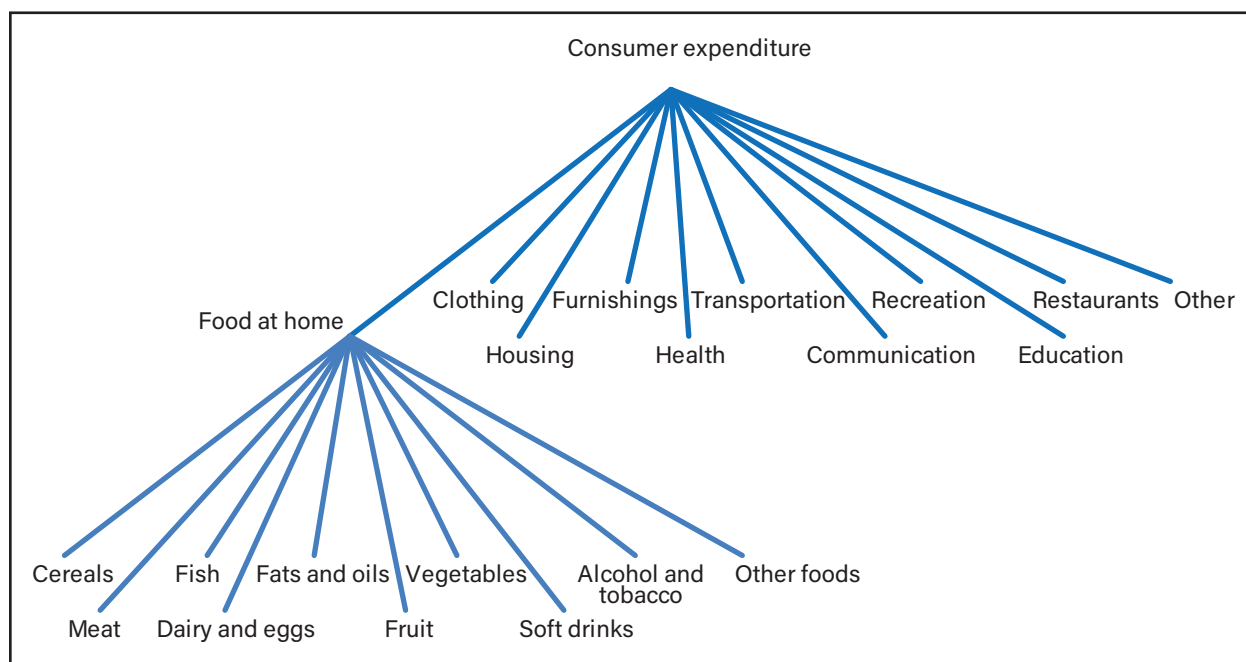 Consumer expenditure
Clothing
Furnishings
Transportation
Recreation
Restaurants
Other
Food at home
Housing
Health
Communication
Education
Cereals
Fish
Fats and oils
Vegetables
Alcohol and
tobacco
Other foods
Meat
Dairy and eggs
Fruit
Soft drinks